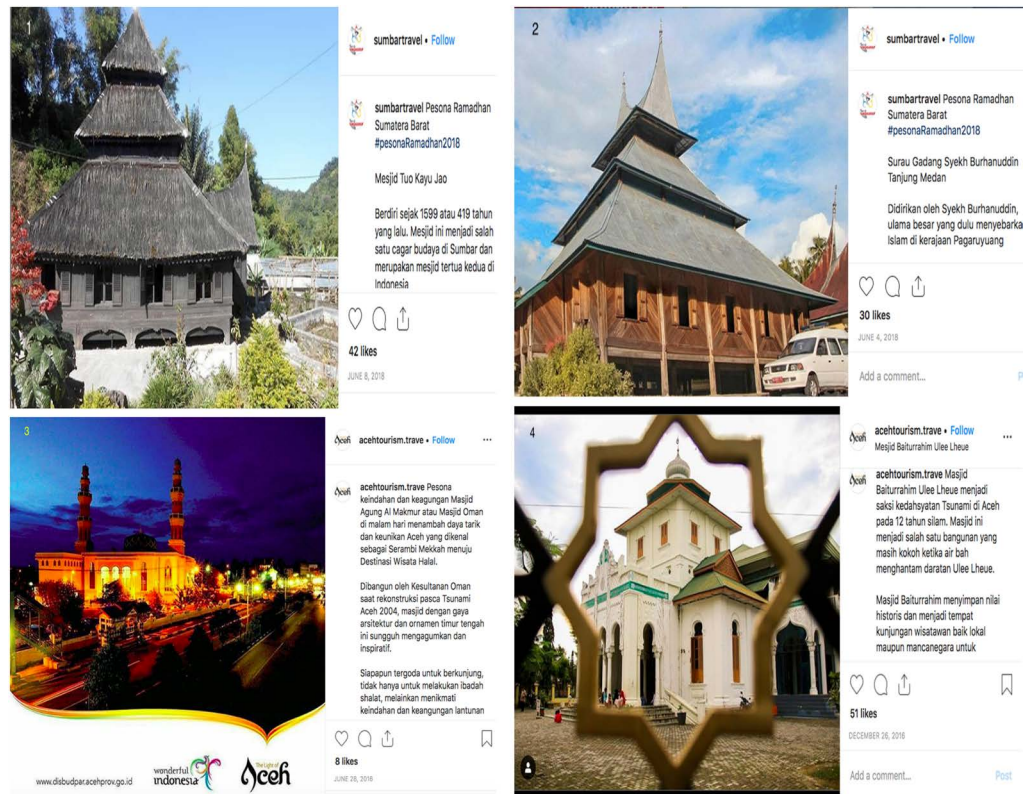 1
sumbartravel • Follow
sumbartravel Pesona Ramadhan
Sumatera Barat
#pesonaRamadhan2018
Mesjid Tuo Kayu Jao
Berdiri sejak 1599 atau 419 tahun
yang lalu. Mesjid ini menjadi salah
satu cagar budaya di Sumbar dan
merupakan mesjid tertua kedua di
Indonesia
42 likes
JUNE 8, 2018
2
sumbartravel • Follow
sumbartravel Pesona Ramadhan
Sumatera Barat
#pesonaRamadhan2018
Surau Gadang Syekh Burhanuddin
Tanjung Medan
Didirikan oleh Syekh Burhanuddin,
ulama besar yang dulu menyebarka
Islam di kerajaan Pagaruyuang
30 likes
JUNE 4, 2018
Add a comment...
P
3
www.disbudpar.acehprov.go.id
wonderful
indonesia
The Light of
Aceh
Aceh
acehtourism.trave • Follow
Aceh
acehtourism.trave Pesona
keindahan dan keagungan Masjid
Agung Al Makmur atau Masjid Oman
di malam hari menambah daya tarik
dan keunikan Aceh yang dikenal
sebagai Serambi Mekkah menuju
Destinasi Wisata Halal.
Dibangun oleh Kesultanan Oman
saat rekonstruksi pasca Tsunami
Aceh 2004, masjid dengan gaya
arsitektur dan ornamen timur tengah
ini sungguh mengagumkan dan
inspiratif.
Siapapun tergoda untuk berkunjung,
tidak hanya untuk melakukan ibadah
shalat, melainkan menikmati
keindahan dan keagungan lantunan
8 likes
4
Aceh
acehtourism.trave • Follow
Mesjid Baiturrahim Ulee Lheue
Aceh
acehtourism.trave Masjid
Baiturrahim Ulee Lheue menjadi
saksi kedahsyatan Tsunami di Aceh
pada 12 tahun silam. Masjid ini
menjadi salah satu bangunan yang
masih kokoh ketika air bah
menghantam daratan Ulee Lheue.
Masjid Baiturrahim menyimpan nilai
historis dan menjadi tempat
kunjungan wisatawan baik lokal
maupun mancanegara untuk
51 likes
DECEMBER 26, 2016
Add a comment...
Post